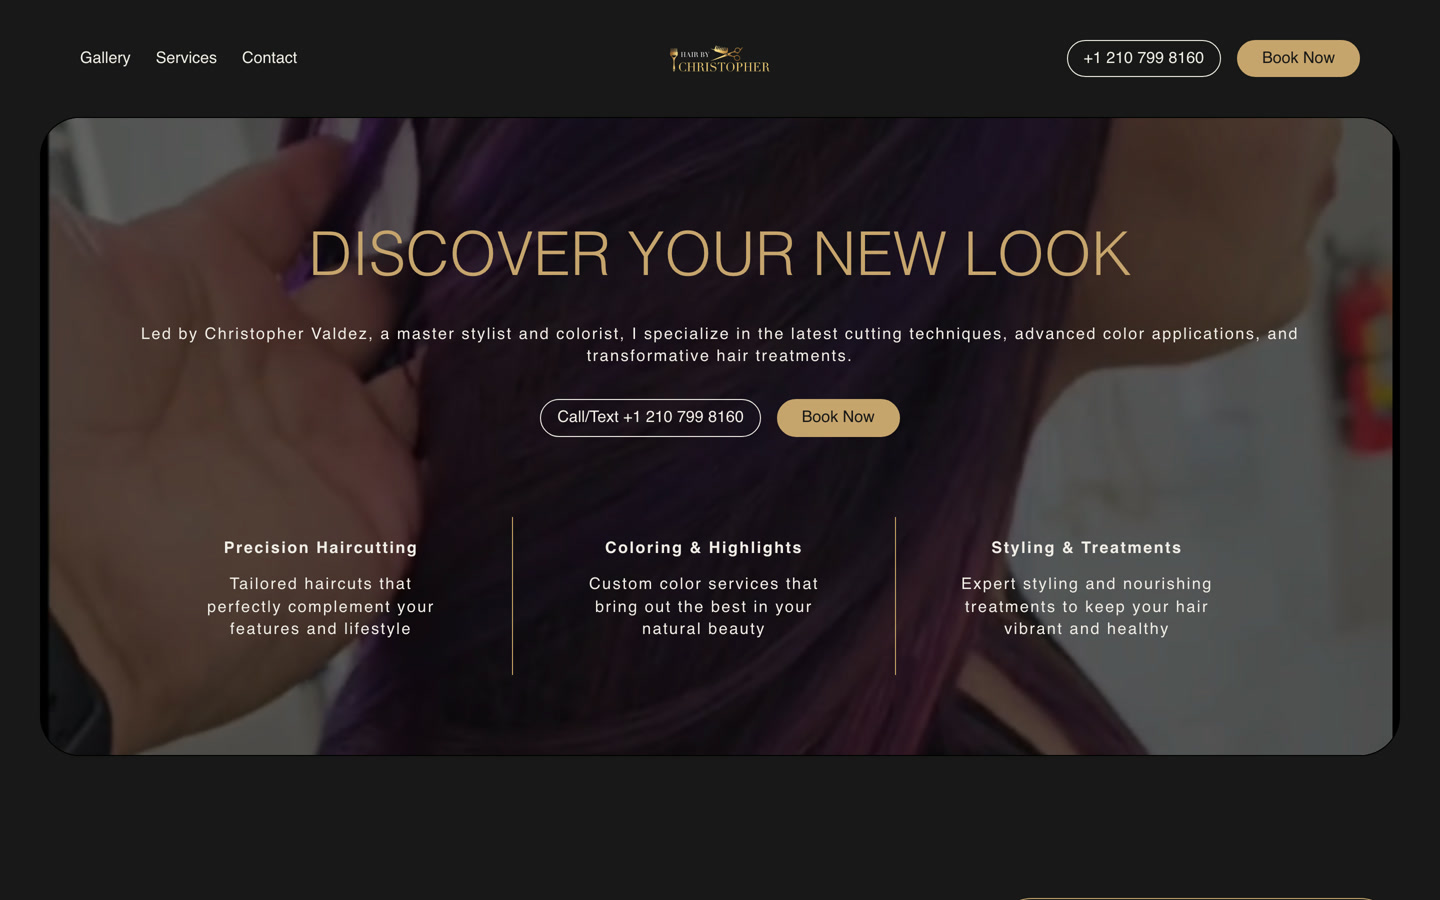 Gallery Services Contact
HAIR BY
CHRISTOPHER
+1 210 799 8160
Book Now
DISCOVER YOUR NEW LOOK
Led by Christopher Valdez, a master stylist and colorist, I specialize in the latest cutting techniques, advanced color applications, and
transformative hair treatments.
Call/Text +1 210 799 8160
Book Now
Precision Haircutting
Tailored haircuts that
perfectly complement your
features and lifestyle
Coloring & Highlights
Custom color services that
bring out the best in your
natural beauty
Styling & Treatments
Expert styling and nourishing
treatments to keep your hair
vibrant and healthy